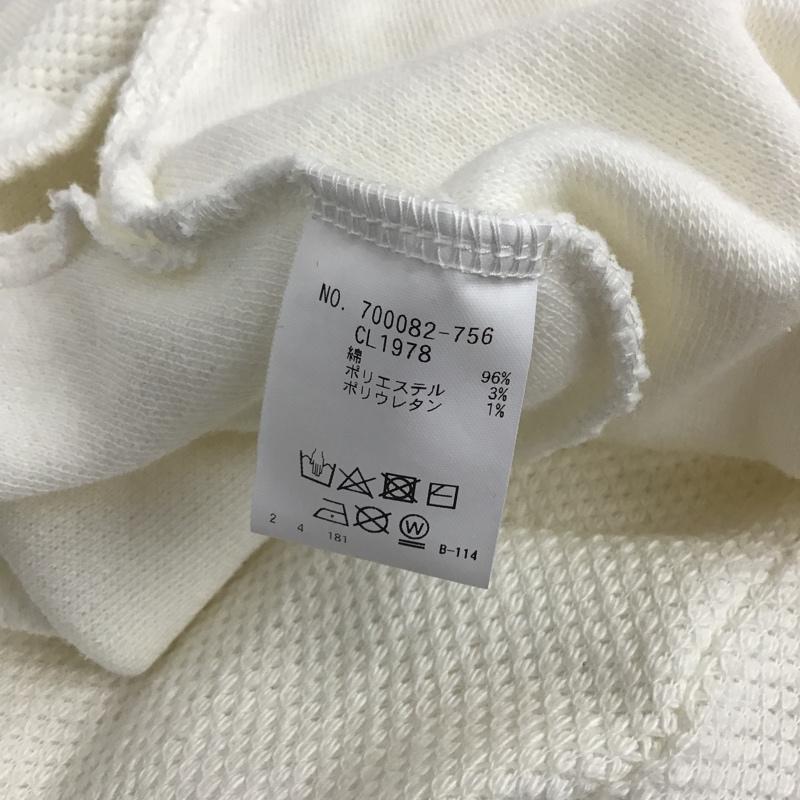 NO. 700082-756
CL1978
綿 96%
ポリエステル 3%
ポリウレタン 1%
W
2 4 181 B-114